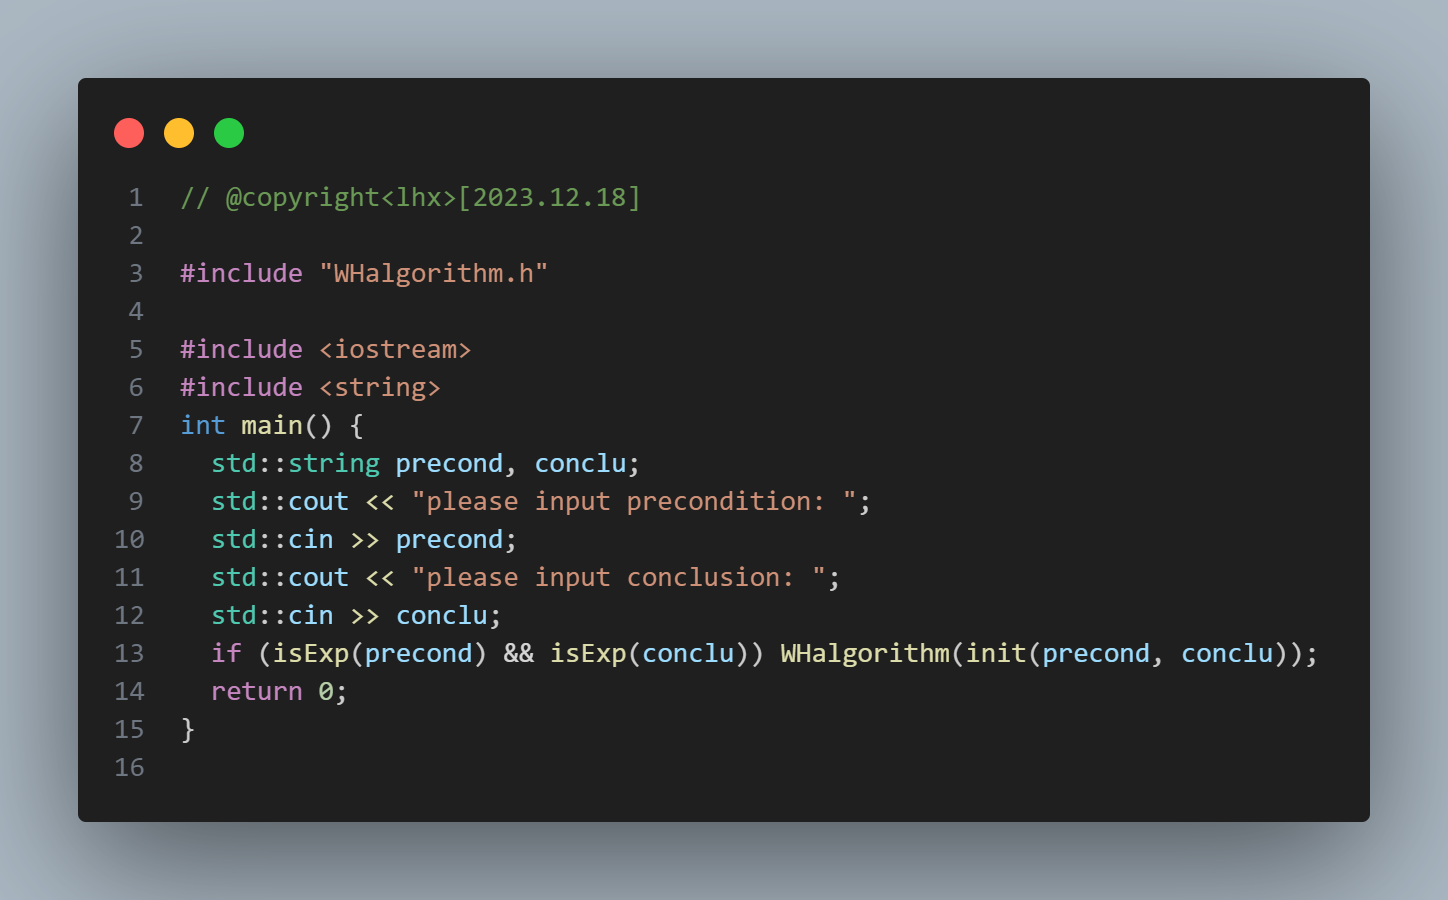 1 // @copyright<lhx>[2023.12.18]
2
3 #include "WHalgorithm.h"
4
5 #include <iostream>
6 #include <string>
7 int main() {
8   std::string precond, conclu;
9   std::cout << "please input precondition: ";
10   std::cin >> precond;
11   std::cout << "please input conclusion: ";
12   std::cin >> conclu;
13   if (isExp(precond) && isExp(conclu)) WHalgorithm(init(precond, conclu));
14   return 0;
15 }
16